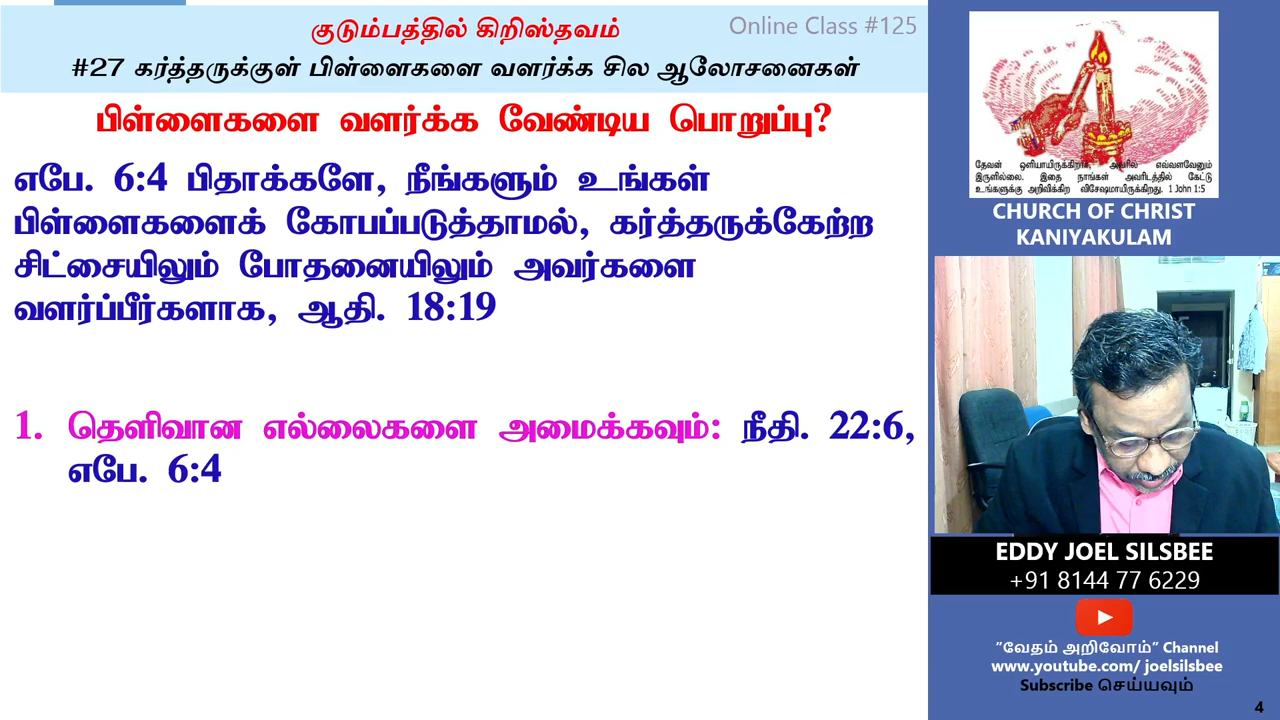 குடும்பத்தில் கிறிஸ்தவம்
Online Class #125
#27 கர்த்தருக்குள் பிள்ளைகளை வளர்க்க சில ஆலோசனைகள்
பிள்ளைகளை வளர்க்க வேண்டிய பொறுப்பு?
எபே. 6:4 பிதாக்களே, நீங்களும் உங்கள்
பிள்ளைகளைக் கோபப்படுத்தாமல், கர்த்தருக்கேற்ற
சிட்சையிலும் போதனையிலும் அவர்களை
வளர்ப்பீர்களாக, ஆதி. 18:19
1. தெளிவான எல்லைகளை அமைக்கவும்: நீதி. 22:6,
எபே. 6:4
தேவன் ஒளியாயிருக்கிறார், அவரில் எவ்வளவேனும்
இருளில்லை. இதை நாங்கள் அவரிடத்தில் கேட்டு
உங்களுக்கு அறிவிக்கிற விசேஷமாயிருக்கிறது. 1 John 1:5
CHURCH OF CHRIST
KANIYAKULAM
EDDY JOEL SILSBEE
+91 8144 77 6229
"வேதம் அறிவோம்" Channel
www.youtube.com/ joelsilsbee
Subscribe செய்யவும்
4